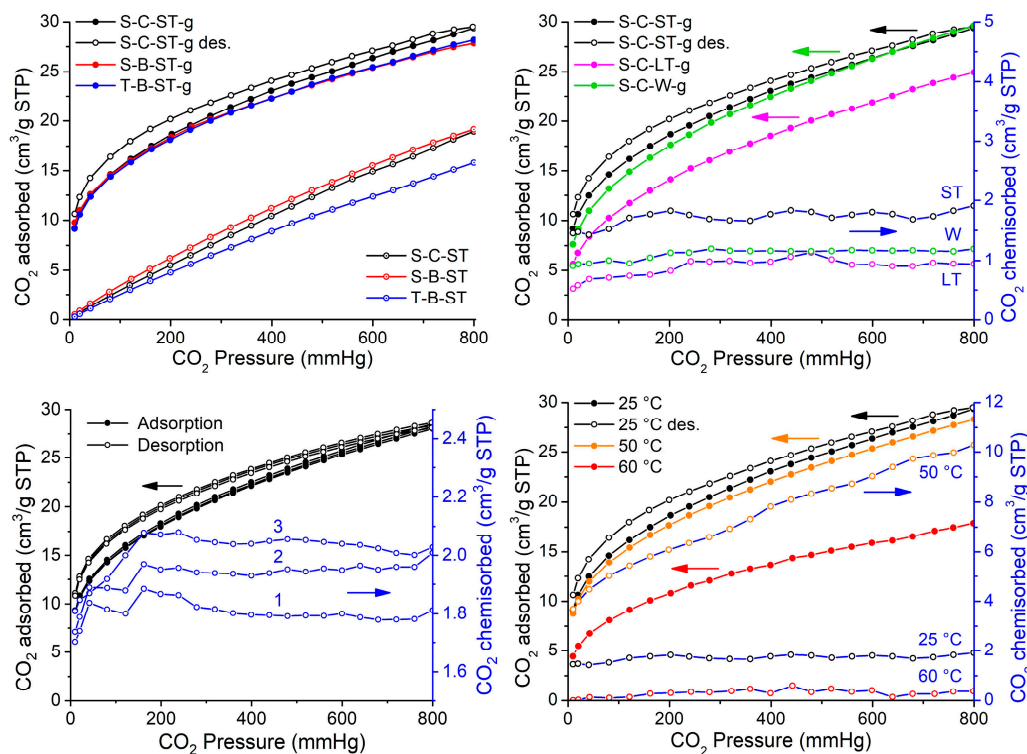 S-C-ST-g
S-C-ST-g des.
S-B-ST-g
T-B-ST-g
S-C-ST
S-B-ST
T-B-ST
0 5 10 15 20 25 30
CO₂ adsorbed (cm³/g STP)
0 200 400 600 800
CO₂ Pressure (mmHg)
S-C-ST-g
S-C-ST-g des.
S-C-LT-g
S-C-W-g
ST
W
LT
0 5 10 15 20 25 30
CO₂ adsorbed (cm³/g STP)
0 1 2 3 4 5
CO₂ chemisorbed (cm³/g STP)
0 200 400 600 800
CO₂ Pressure (mmHg)
Adsorption
Desorption
3
2
1
0 5 10 15 20 25 30
CO₂ adsorbed (cm³/g STP)
1.6 1.8 2.0 2.2 2.4
CO₂ chemisorbed (cm³/g STP)
0 200 400 600 800
CO₂ Pressure (mmHg)
25 °C
25 °C des.
50 °C
60 °C
50 °C
25 °C
60 °C
0 5 10 15 20 25 30
CO₂ adsorbed (cm³/g STP)
0 2 4 6 8 10 12
CO₂ chemisorbed (cm³/g STP)
0 200 400 600 800
CO₂ Pressure (mmHg)